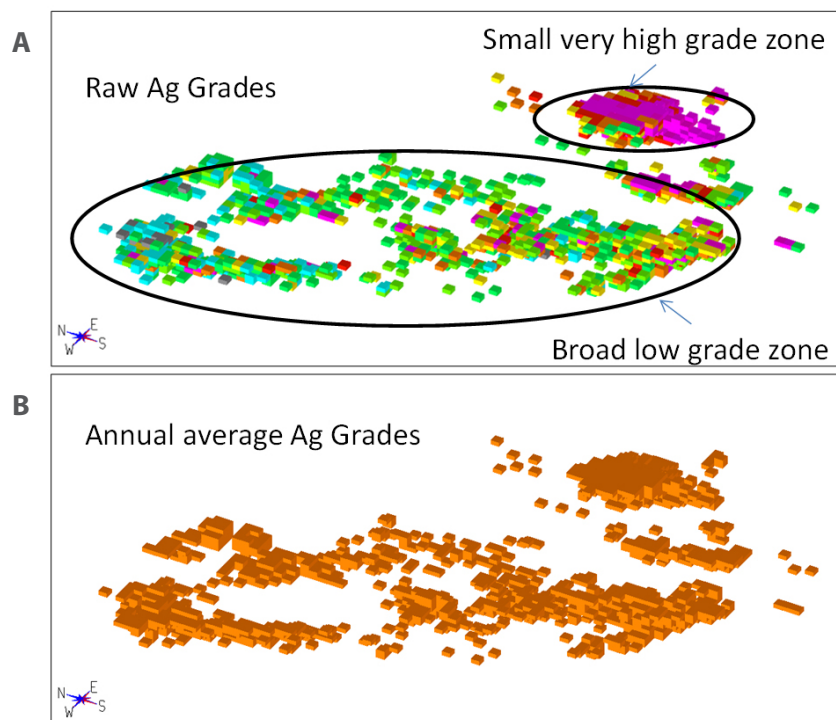 A
Small very high grade zone
Raw Ag Grades
N E
W S
Broad low grade zone
B
Annual average Ag Grades
N E
W S